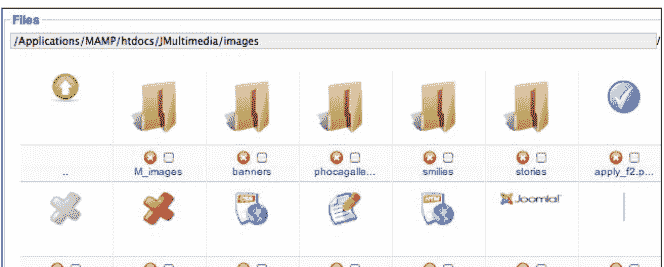 Files
/Applications/MAMP/htdocs/JMultimedia/images /
.. M_images banners phocagalle... smilies stories apply_f2.p...
Joomla!